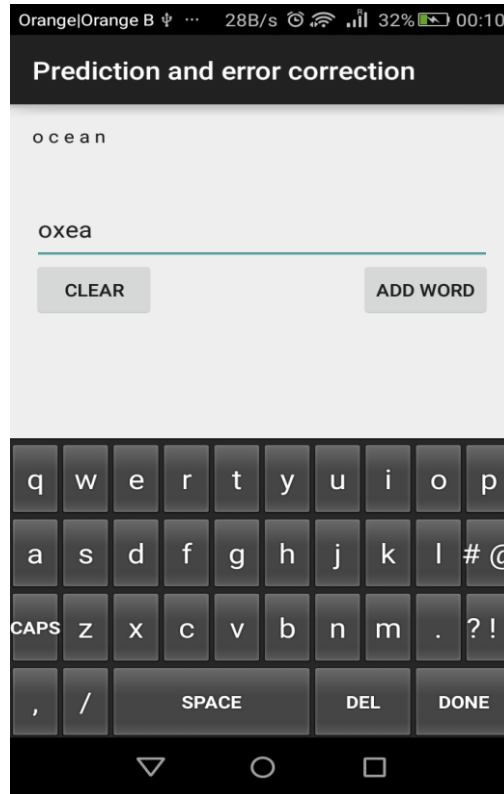 Orange|Orange B ... 28B/s 32% 00:10
Prediction and error correction
o c e a n
oxea
CLEAR ADD WORD
q w e r t y u i o p
a s d f g h j k l # @
CAPS z x c v b n m . ? !
, / SPACE DEL DONE